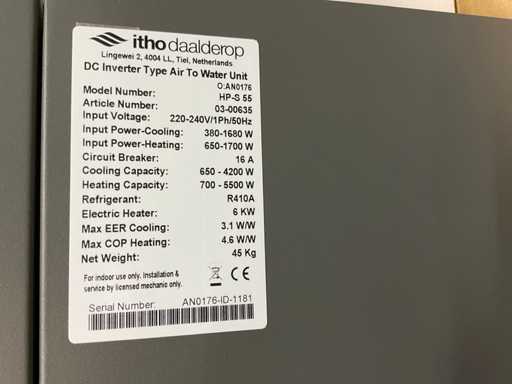 itho daalderop
Lingewei 2, 4004 LL, Tiel, Netherlands
DC Inverter Type Air To Water Unit
O:AN0176
Model Number: HP-S 55
Article Number: 03-00635
Input Voltage: 220-240V/1Ph/50Hz
Input Power-Cooling: 380-1680 W
Input Power-Heating: 650-1700 W
Circuit Breaker: 16 A
Cooling Capacity: 650 - 4200 W
Heating Capacity: 700 - 5500 W
Refrigerant: R410A
Electric Heater: 6 KW
Max EER Cooling: 3.1 W/W
Max COP Heating: 4.6 W/W
Net Weight: 45 Kg
For indoor use only. Installation &
service by licensed mechanic only.
CE
Serial Number: AN0176-ID-1181